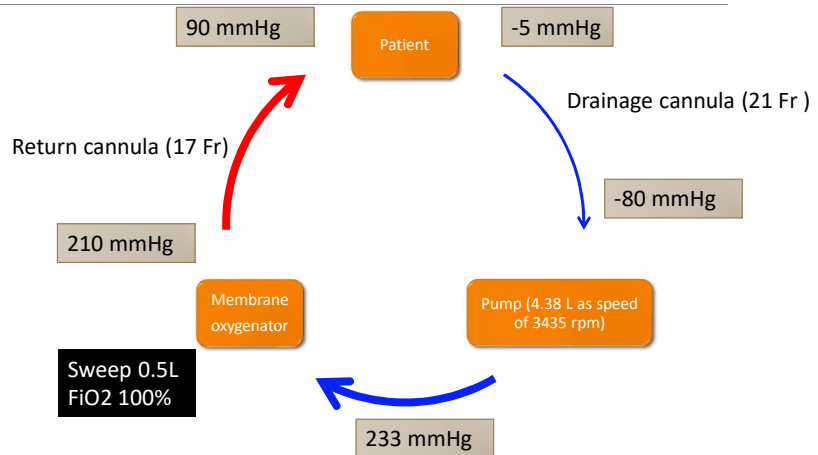 90 mmHg
Patient
-5 mmHg
Drainage cannula (21 Fr )
Return cannula (17 Fr)
-80 mmHg
210 mmHg
Membrane
oxygenator
Pump (4.38 L as speed
of 3435 rpm)
Sweep 0.5L
FiO2 100%
233 mmHg